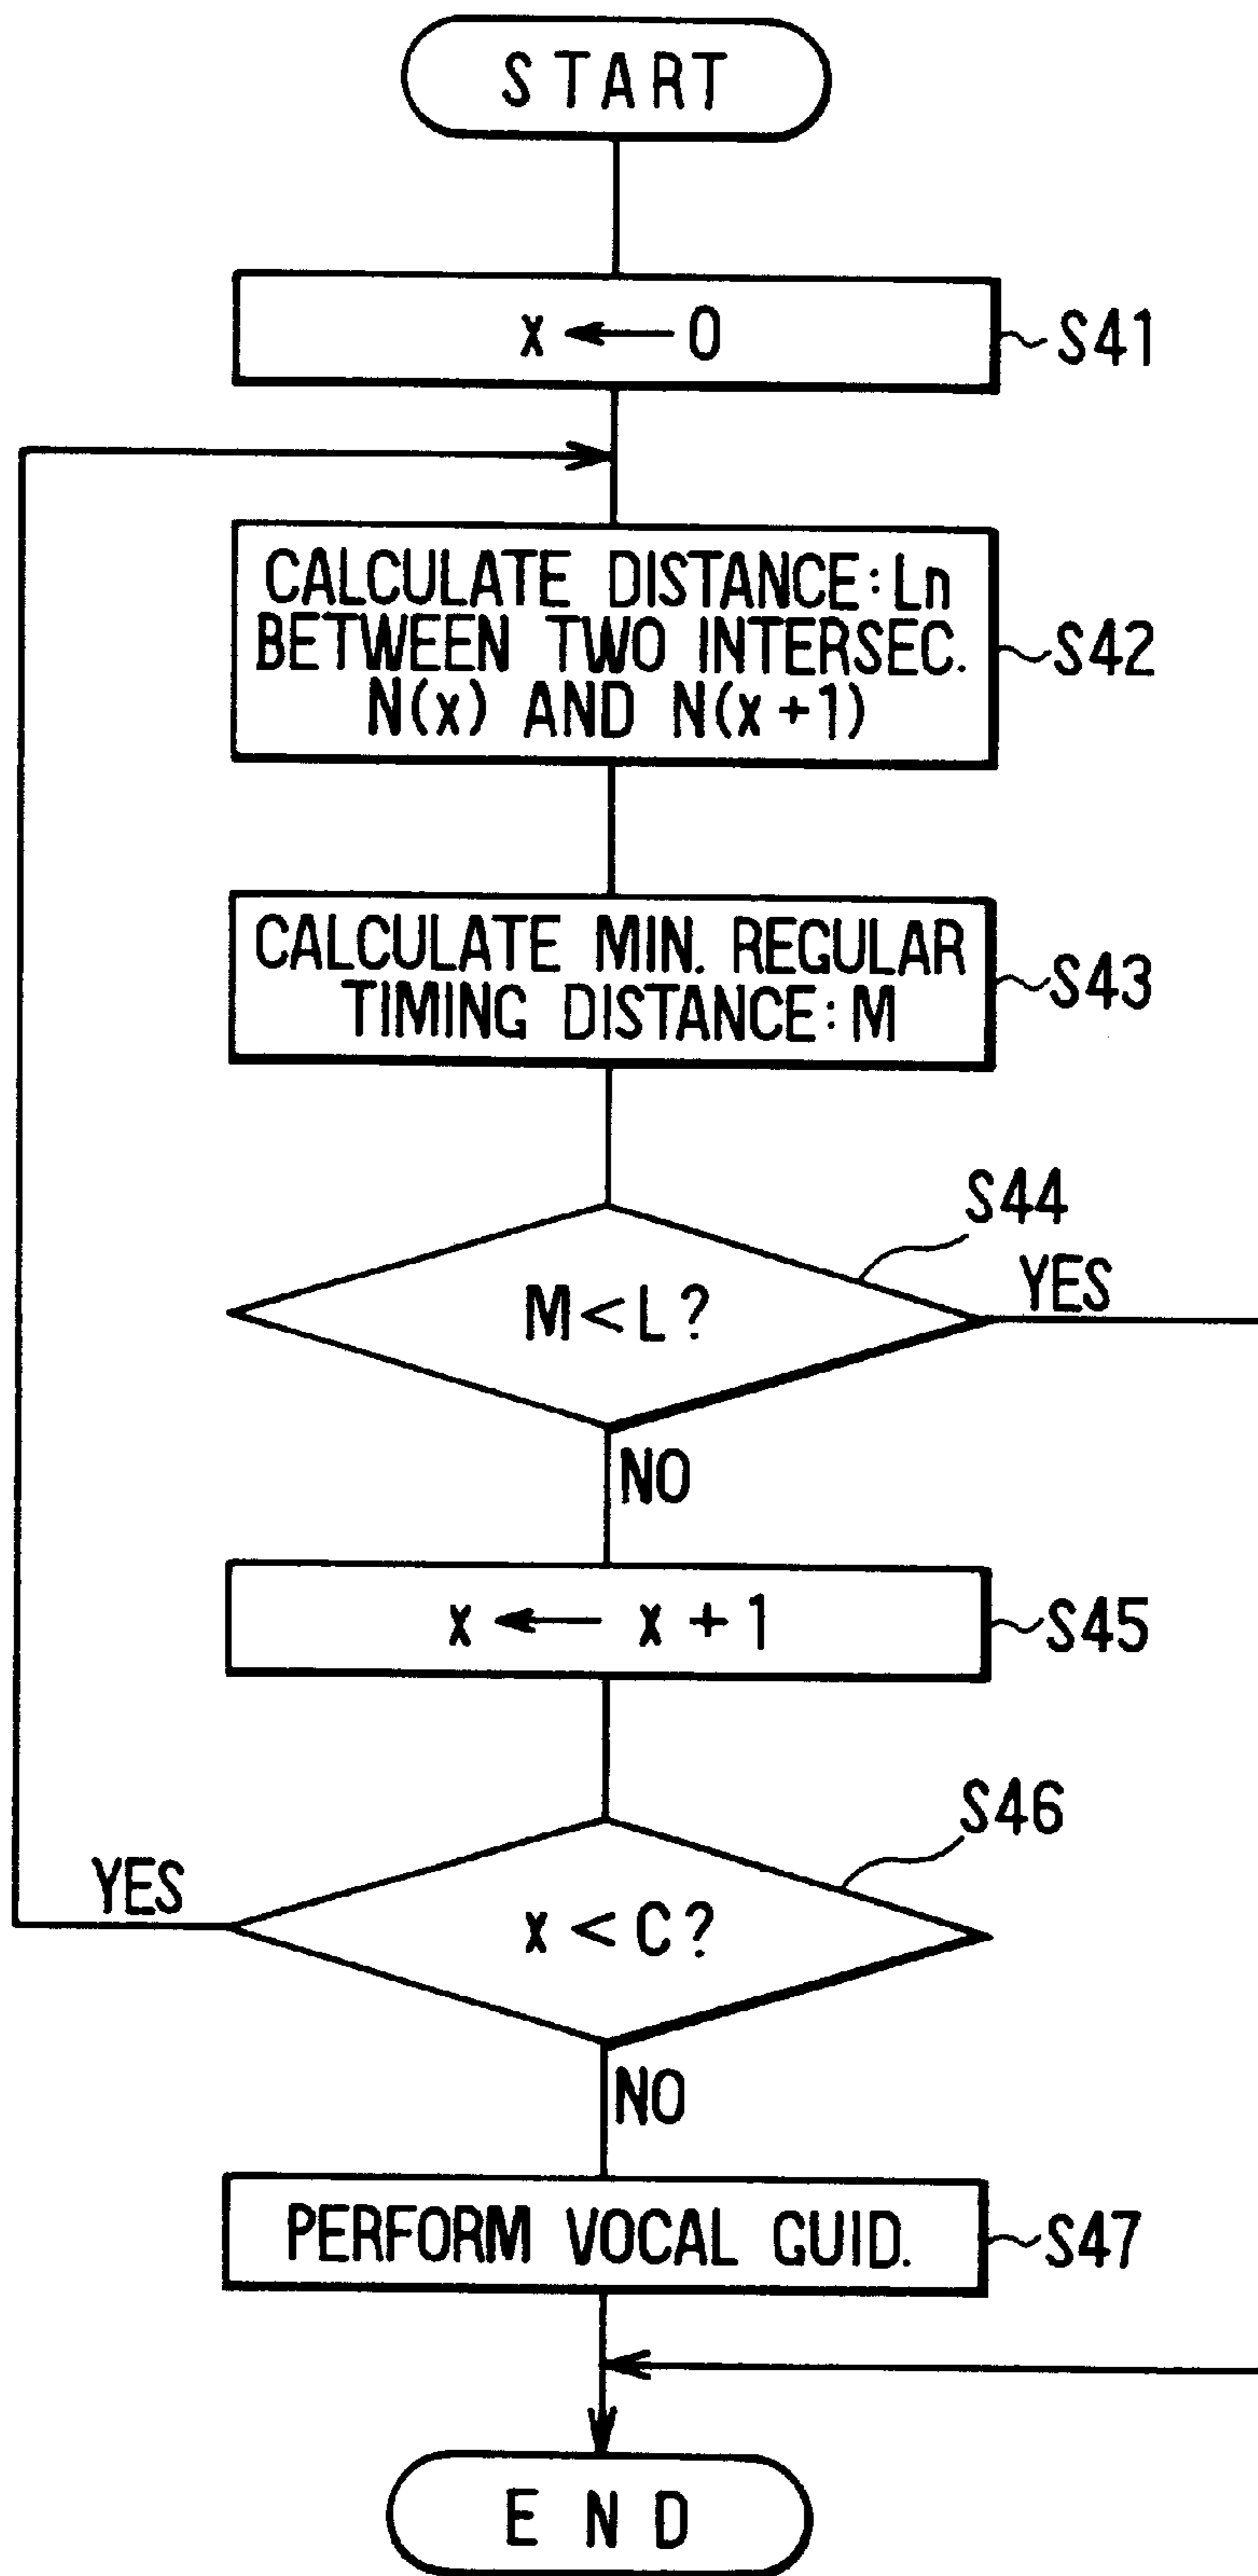 START
x ← 0
S41
CALCULATE DISTANCE: Ln
BETWEEN TWO INTERSEC.
N(x) AND N(x+1)
S42
CALCULATE MIN. REGULAR
TIMING DISTANCE: M
S43
S44
M < L?
YES
NO
x ← x + 1
S45
S46
YES
x < C?
NO
PERFORM VOCAL GUID.
S47
END